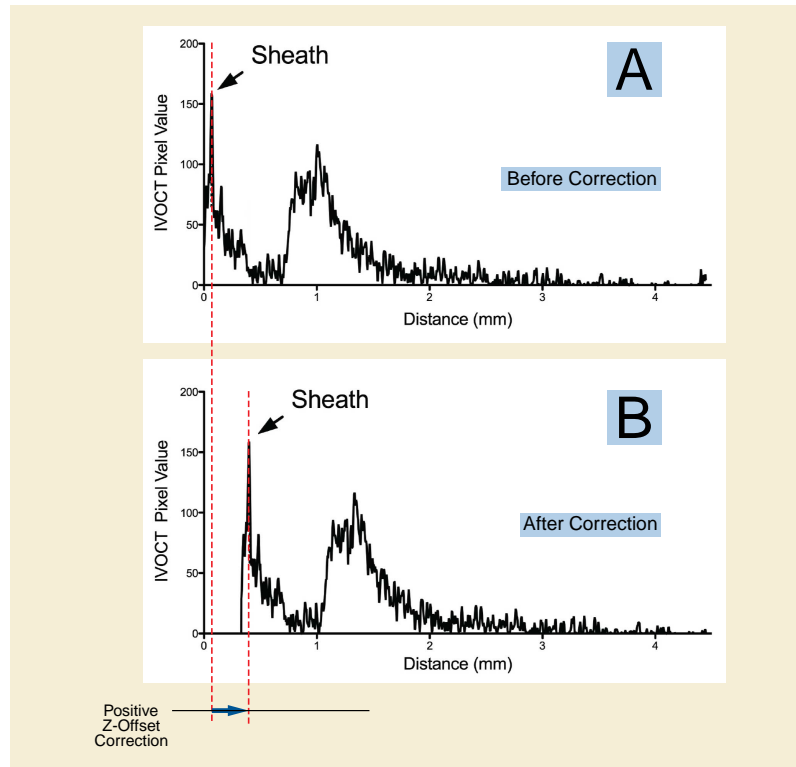 A
Sheath
Before Correction
IVOCT Pixel Value
200
150
100
50
0
0 1 2 3 4
Distance (mm)
B
Sheath
After Correction
IVOCT Pixel Value
200
150
100
50
0
0 1 2 3 4
Distance (mm)
Positive
Z-Offset
Correction